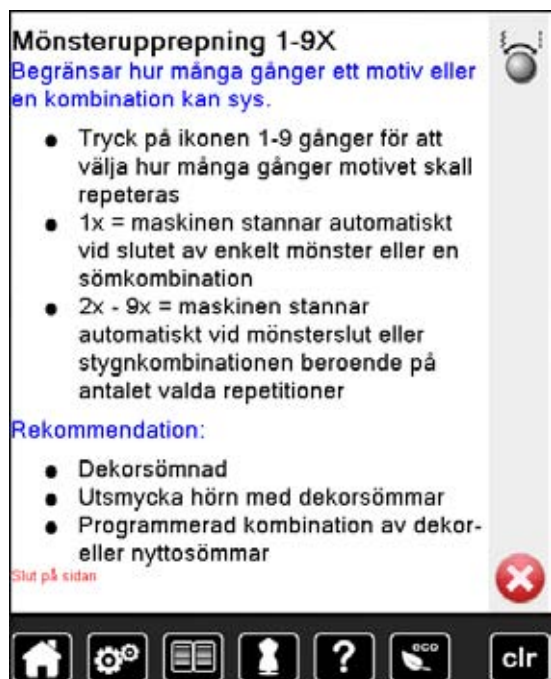 Mönsterupprepning 1-9X
Begränsar hur många gånger ett motiv eller
en kombination kan sys.
● Tryck på ikonen 1-9 gånger för att
välja hur många gånger motivet skall
repeteras
● 1x = maskinen stannar automatiskt
vid slutet av enkelt mönster eller en
sömkombination
● 2x - 9x = maskinen stannar
automatiskt vid mönsterslut eller
stygnkombinationen beroende på
antalet valda repetitioner
Rekommendation:
● Dekorsömnad
● Utsmycka hörn med dekorsömmar
● Programmerad kombination av dekor-
eller nyttosömmar
Slut på sidan
? eco clr